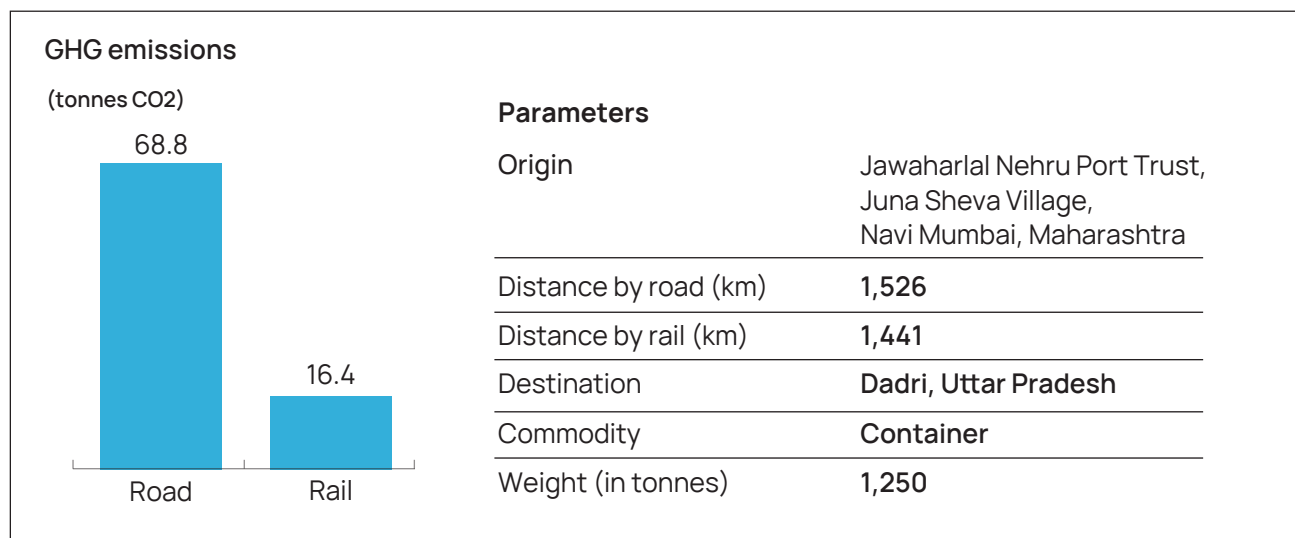 GHG emissions
(tonnes CO2)
68.8
16.4
Road Rail
Parameters
Origin Jawaharlal Nehru Port Trust,
Juna Sheva Village,
Navi Mumbai, Maharashtra
Distance by road (km) 1,526
Distance by rail (km) 1,441
Destination Dadri, Uttar Pradesh
Commodity Container
Weight (in tonnes) 1,250